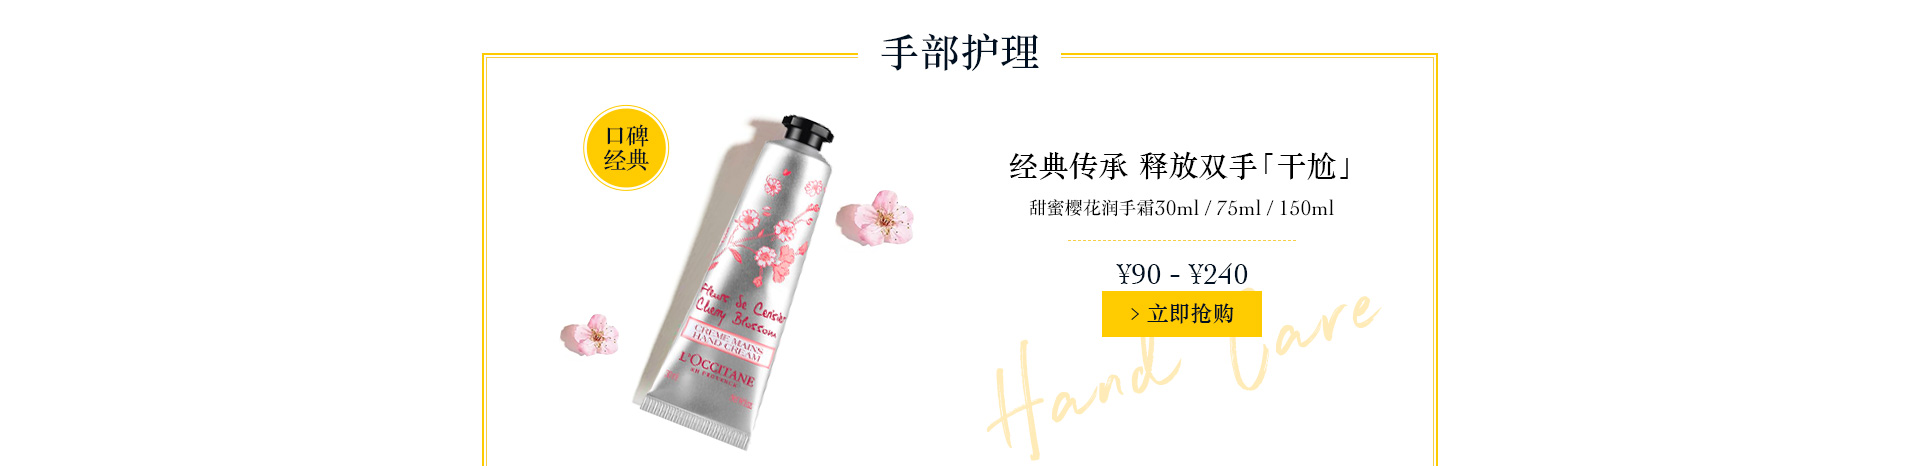 手部护理
口碑
经典
经典传承 释放双手「干尬」
甜蜜樱花润手霜30ml / 75ml / 150ml
¥90 - ¥240
> 立即抢购
Hand Care
Fleurs de Cerisier
Cherry Blossom
CRÈME MAINS
HAND CREAM
L'OCCITANE
EN PROVENCE